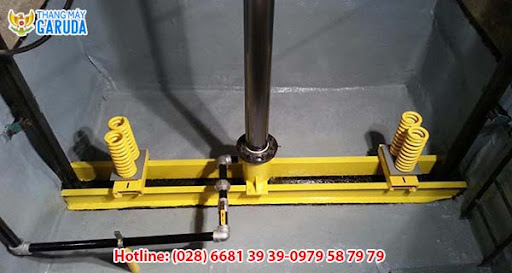 THANG MÁY
GARUDA
Hotline: (028) 6681 39 39-0979 58 79 79